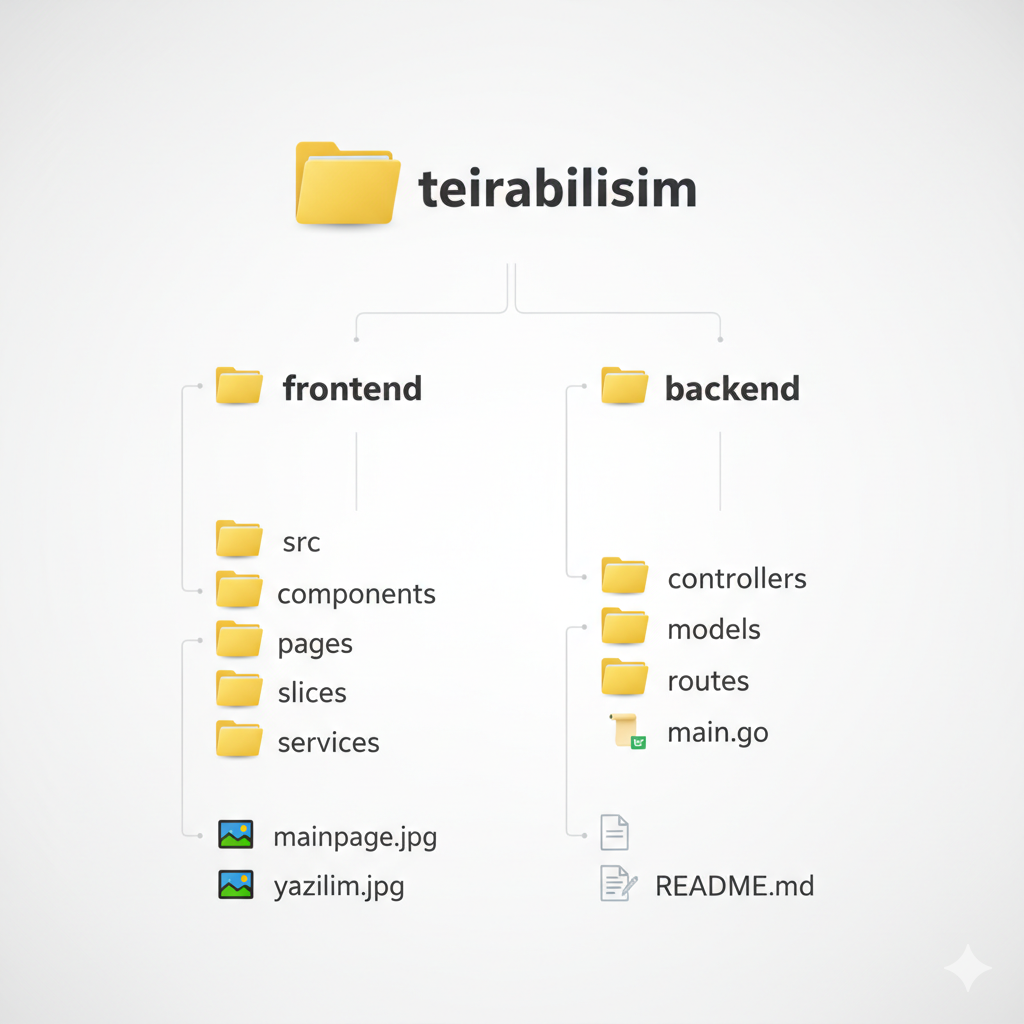 teirabilisim
frontend
backend
src
components
pages
slices
services
mainpage.jpg
yazilim.jpg
controllers
models
routes
main.go
README.md